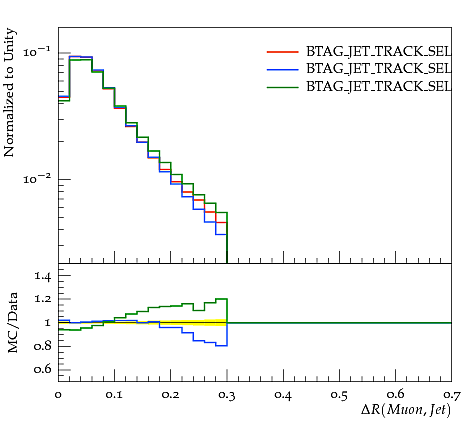 Normalized to Unity
10⁻¹
10⁻²
BTAG_JET_TRACK_SEL
BTAG_JET_TRACK_SEL
BTAG_JET_TRACK_SEL
MC/Data
1.4
1.2
1
0.8
0.6
0 0.1 0.2 0.3 0.4 0.5 0.6 0.7
ΔR(Muon, Jet)